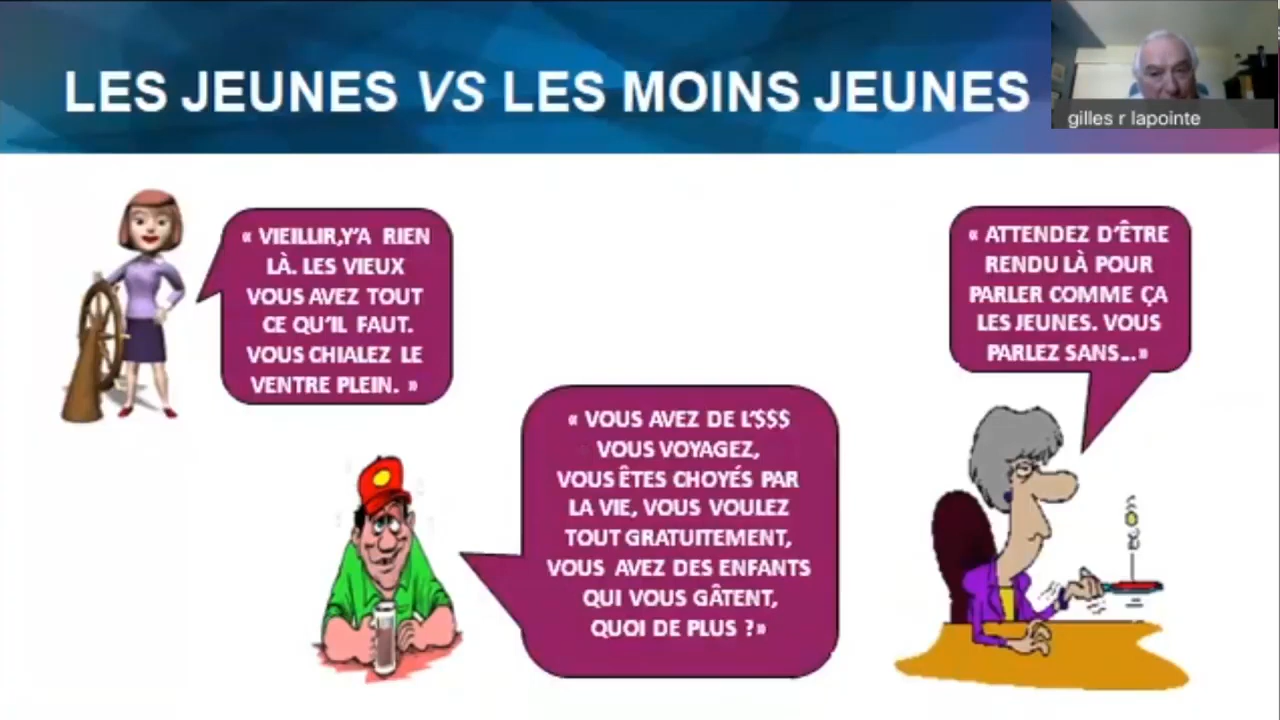 LES JEUNES VS LES MOINS JEUNES
gilles r lapointe
« VIEILLIR,Y'A RIEN
LÀ. LES VIEUX
VOUS AVEZ TOUT
CE QU'IL FAUT.
VOUS CHIALEZ LE
VENTRE PLEIN. »
« ATTENDEZ D'ÊTRE
RENDU LÀ POUR
PARLER COMME ÇA
LES JEUNES. VOUS
PARLEZ SANS...»
« VOUS AVEZ DE L'$$$
VOUS VOYAGEZ,
VOUS ÊTES CHOYÉS PAR
LA VIE, VOUS VOULEZ
TOUT GRATUITEMENT,
VOUS AVEZ DES ENFANTS
QUI VOUS GÂTENT,
QUOI DE PLUS ?»